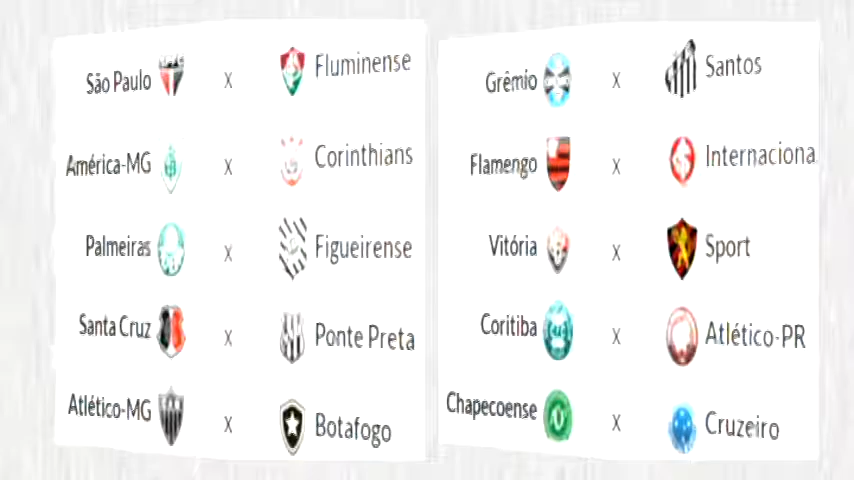 São Paulo x Fluminense
América-MG x Corinthians
Palmeiras x Figueirense
Santa Cruz x Ponte Preta
Atlético-MG x Botafogo
Grêmio x Santos
Flamengo x Internaciona
Vitória x Sport
Coritiba x Atlético-PR
Chapecoense x Cruzeiro